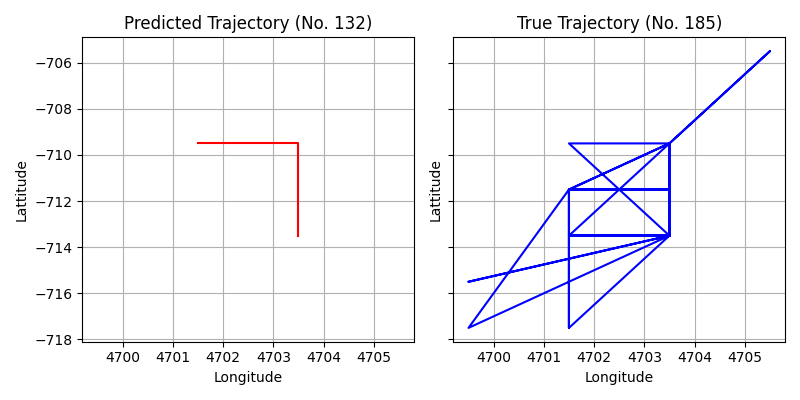 Predicted Trajectory (No. 132)
−706
−708
−710
−712
−714
−716
−718
Lattitude
4700 4701 4702 4703 4704 4705
Longitude
True Trajectory (No. 185)
Lattitude
4700 4701 4702 4703 4704 4705
Longitude